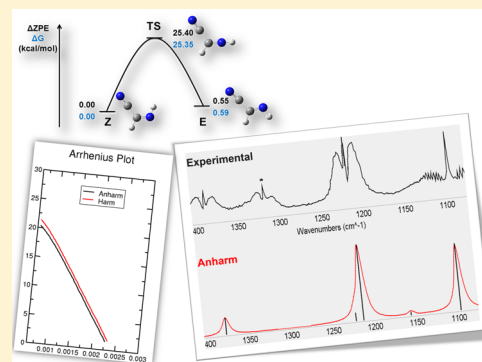 ΔZPE
ΔG
(kcal/mol)
TS
25.40
25.35
0.00
0.00
Z
E
0.55
0.59
Arrhenius Plot
30
25
20
15
10
5
0
Anharm
Harm
0.001 0.0015 0.002 0.0025 0.003
Experimental
*
400 1300 1200 1100
1350 1250 1150
Wavenumbers (cm^-1)
Anharm
400 1350 1300 1250 1200 1150 1100